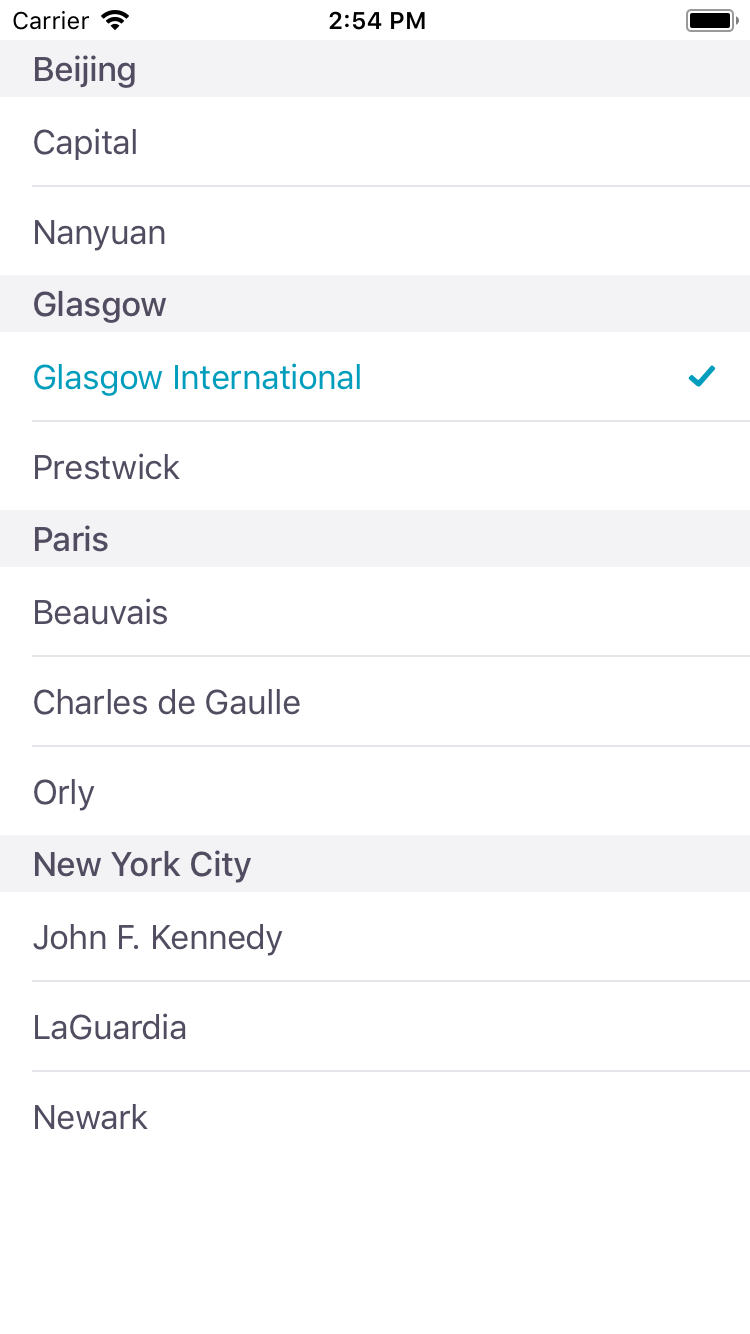 Carrier 2:54 PM
Beijing
Capital
Nanyuan
Glasgow
Glasgow International
Prestwick
Paris
Beauvais
Charles de Gaulle
Orly
New York City
John F. Kennedy
LaGuardia
Newark